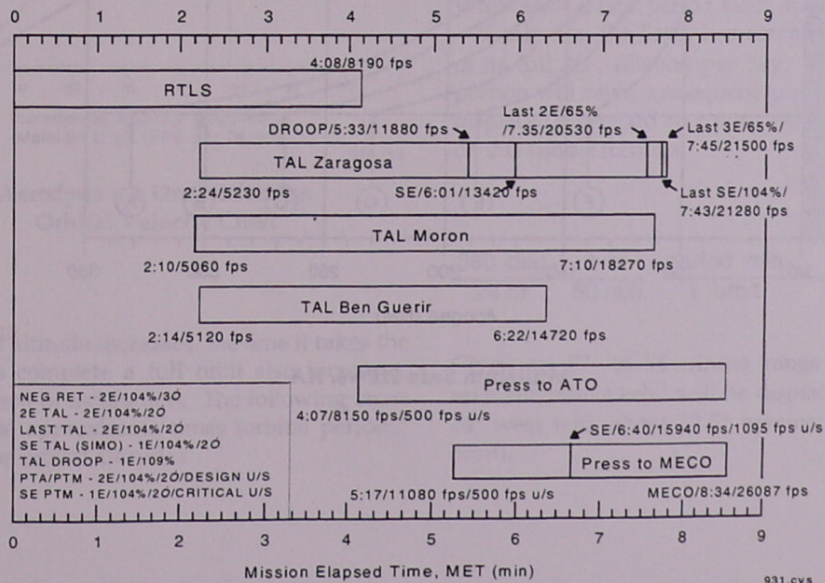 0 1 2 3 4 5 6 7 8 9
4:08/8190 fps
RTLS
Last 2E/65%
/7.35/20530 fps
DROOP/5:33/11880 fps
Last 3E/65%/
7:45/21500 fps
TAL Zaragosa
2:24/5230 fps
SE/6:01/13420 fps
Last SE/104%/
7:43/21280 fps
TAL Moron
2:10/5060 fps
7:10/18270 fps
TAL Ben Guerir
2:14/5120 fps
6:22/14720 fps
Press to ATO
4:07/8150 fps/500 fps u/s
NEG RET - 2E/104%/3Ó
2E TAL - 2E/104%/2Ó
LAST TAL - 2E/104%/2Ó
SE TAL (SIMO) - 1E/104%/2Ó
TAL DROOP - 1E/109%
PTA/PTM - 2E/104%/2Ó/DESIGN U/S
SE PTM - 1E/104%/2Ó/CRITICAL U/S
SE/6:40/15940 fps/1095 fps u/s
Press to MECO
5:17/11080 fps/500 fps u/s
MECO/8:34/26087 fps
0 1 2 3 4 5 6 7 8 9
Mission Elapsed Time, MET (min)
931.cvs